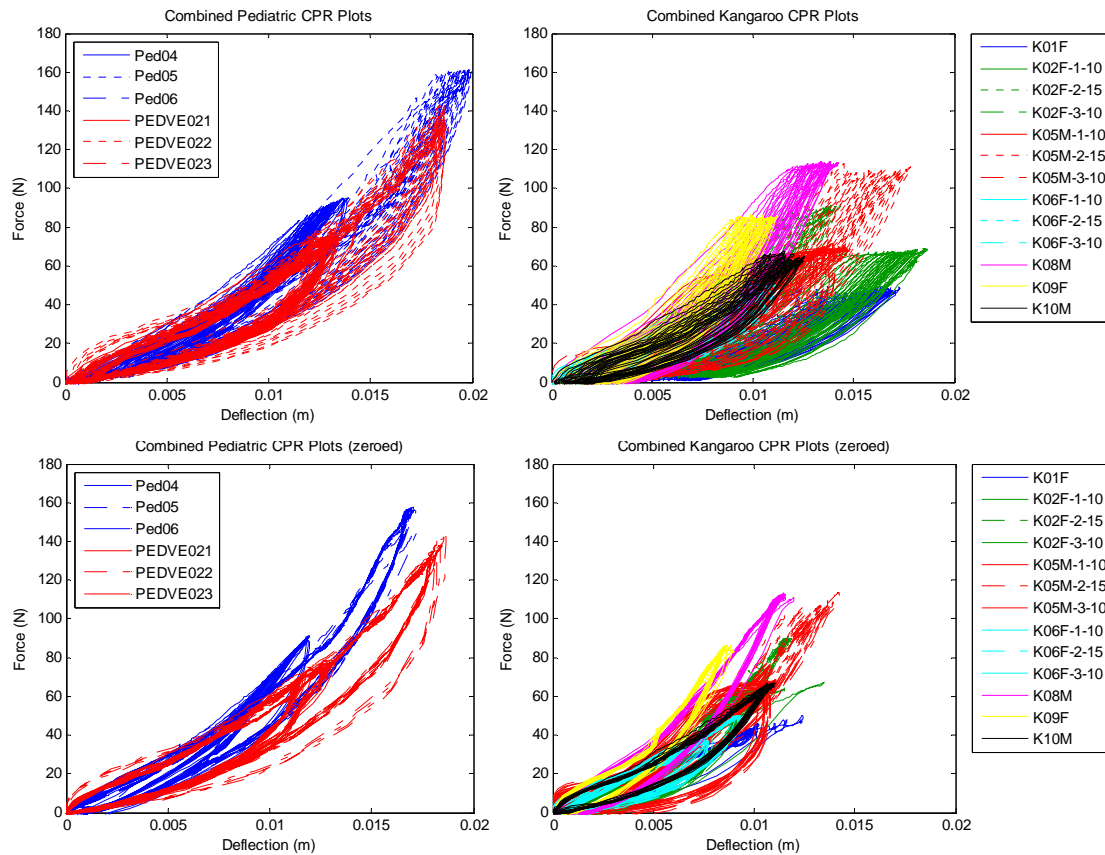 Combined Pediatric CPR Plots
180
160
140
120
100
80
60
40
20
0
Force (N)
Ped04
Ped05
Ped06
PEDVE021
PEDVE022
PEDVE023
0
0.005
0.01
0.015
0.02
Deflection (m)
Combined Kangaroo CPR Plots
180
160
140
120
100
80
60
40
20
0
Force (N)
0
0.005
0.01
0.015
0.02
Deflection (m)
K01F
K02F-1-10
K02F-2-15
K02F-3-10
K05M-1-10
K05M-2-15
K05M-3-10
K06F-1-10
K06F-2-15
K06F-3-10
K08M
K09F
K10M
Combined Pediatric CPR Plots (zeroed)
180
160
140
120
100
80
60
40
20
0
Force (N)
Ped04
Ped05
Ped06
PEDVE021
PEDVE022
PEDVE023
0
0.005
0.01
0.015
0.02
Deflection (m)
Combined Kangaroo CPR Plots (zeroed)
180
160
140
120
100
80
60
40
20
0
Force (N)
0
0.005
0.01
0.015
0.02
Deflection (m)
K01F
K02F-1-10
K02F-2-15
K02F-3-10
K05M-1-10
K05M-2-15
K05M-3-10
K06F-1-10
K06F-2-15
K06F-3-10
K08M
K09F
K10M